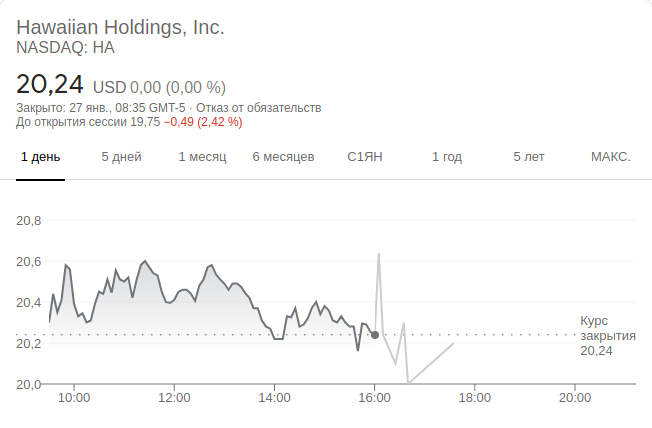 Hawaiian Holdings, Inc.
NASDAQ: HA
20,24 USD 0,00 (0,00 %)
Закрыто: 27 янв., 08:35 GMT-5 · Отказ от обязательств
До открытия сессии 19,75 −0,49 (2,42 %)
1 день 5 дней 1 месяц 6 месяцев С1ЯН 1 год 5 лет МАКС.
20,8
20,6
20,4
Курс
закрытия
20,24
20,2
20,0
10:00 12:00 14:00 16:00 18:00 20:00